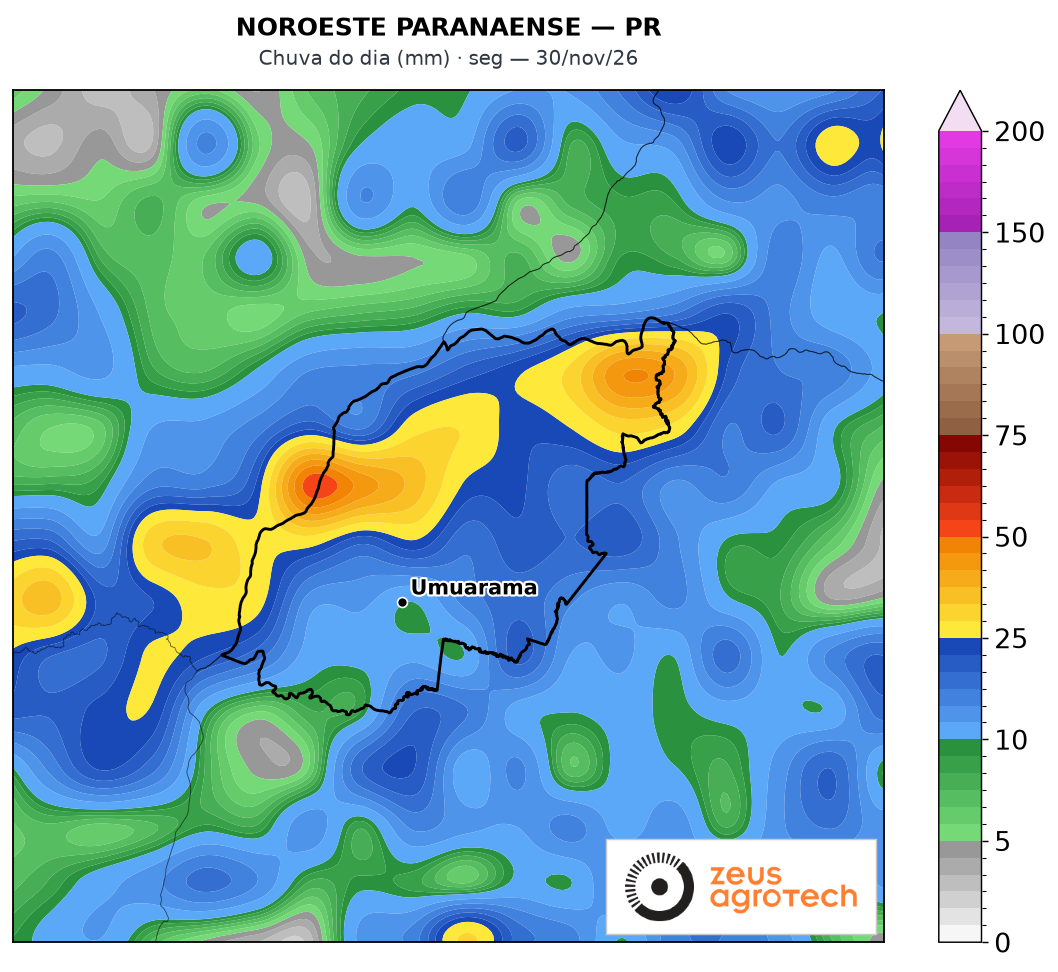 NOROESTE PARANAENSE — PR
Chuva do dia (mm) · seg — 30/nov/26
200
150
100
75
50
25
10
5
0
Umuarama
zeus
agrotech